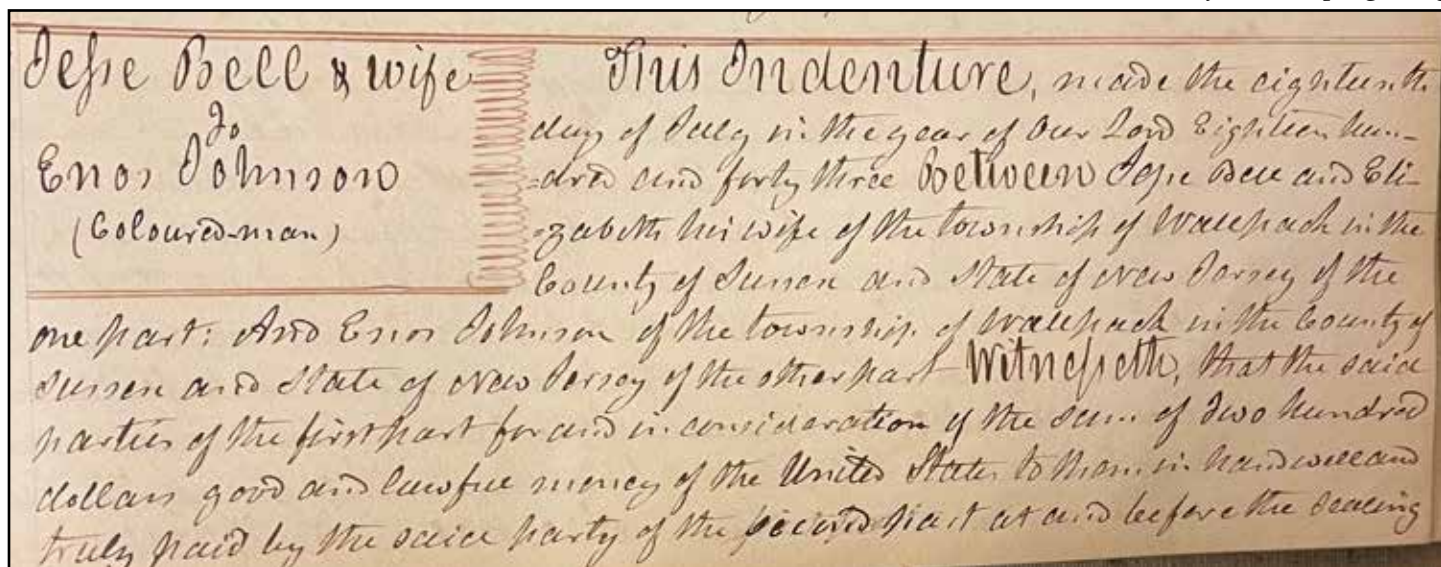 Jesse Bell & wife
To
Enos Johnson
(Coloured-man)
This Indenture, made the eighteenth
day of July in the year of Our Lord Eighteen hun-
=dred and forty three Between Jesse Bell and Eli-
=zabeth his wife of the township of Wallpack in the
County of Sussex and State of New Jersey of the
one part: And Enos Johnson of the township of Wallpack in the County of
Sussex and State of New Jersey of the other part Witnesseth, that the said
parties of the first part for and in consideration of the sum of Two hundred
dollars good and lawful money of the United States to them in hand well and
truly paid by the said party of the second part at and before the sealing